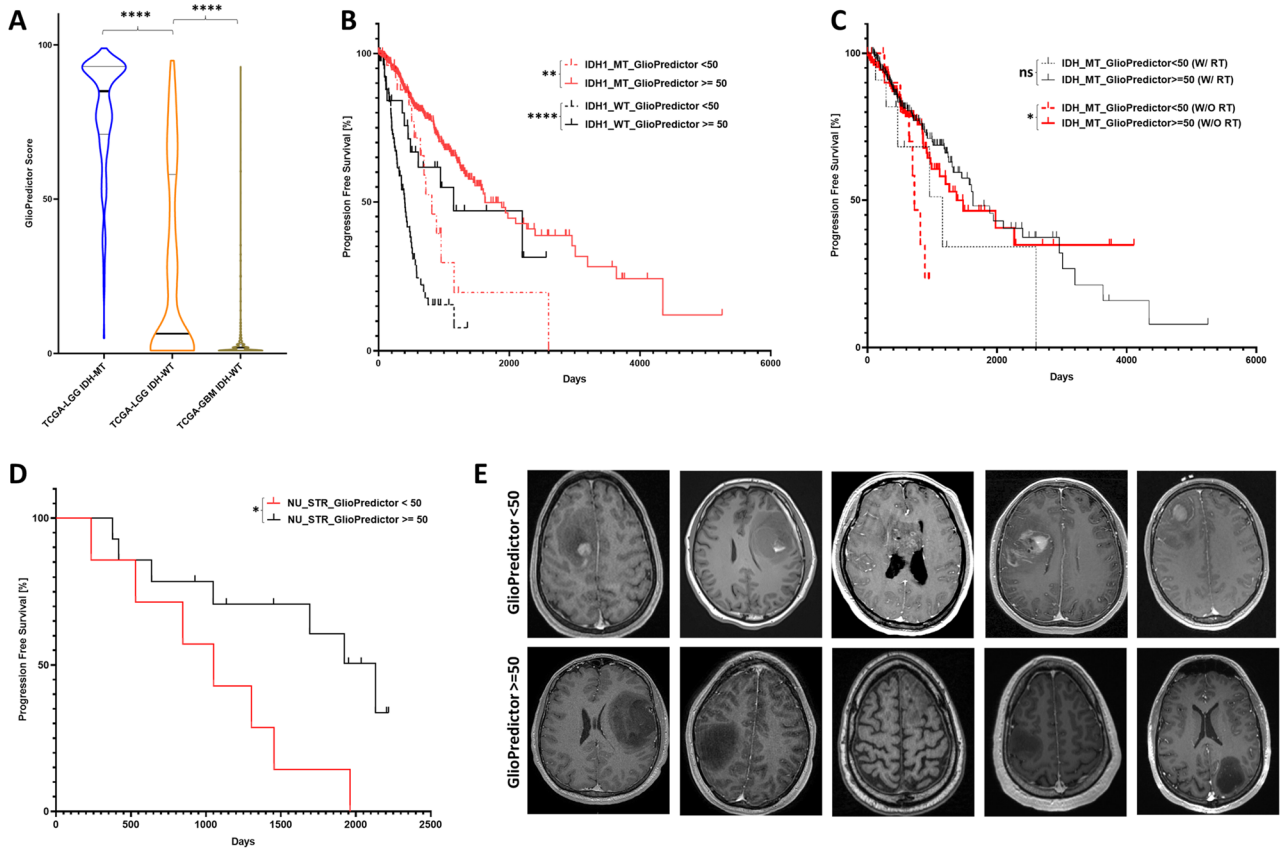 A
****
****
100
50
0
GlioPredictor Score
TCGA-LGG IDH-MT
TCGA-LGG IDH-WT
TCGA-GBM IDH-WT
B
IDH1_MT_GlioPredictor <50
**
IDH1_MT_GlioPredictor >= 50
IDH1_WT_GlioPredictor <50
****
IDH1_WT_GlioPredictor >= 50
100
50
0
Progression Free Survival [%]
0
2000
4000
6000
Days
C
IDH_MT_GlioPredictor<50 (W/ RT)
ns
IDH_MT_GlioPredictor>=50 (W/ RT)
IDH_MT_GlioPredictor<50 (W/O RT)
*
IDH_MT_GlioPredictor>=50 (W/O RT)
100
50
0
Progression Free Survival [%]
0
2000
4000
6000
Days
D
NU_STR_GlioPredictor < 50
*
NU_STR_GlioPredictor >= 50
100
50
0
Progression Free Survival [%]
0
500
1000
1500
2000
2500
Days
E
GlioPredictor <50
GlioPredictor >=50